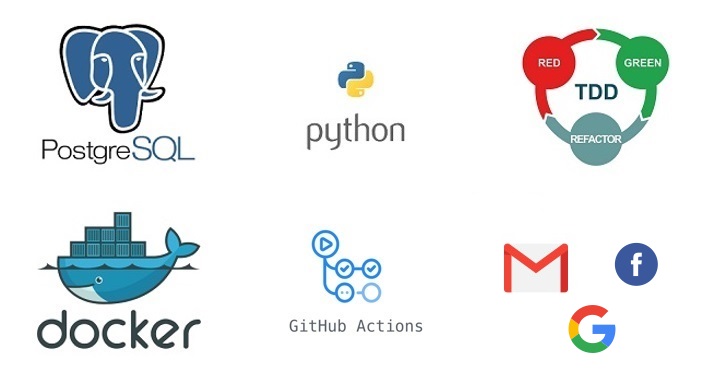 PostgreSQL
python
RED
GREEN
TDD
REFACTOR
docker
GitHub Actions